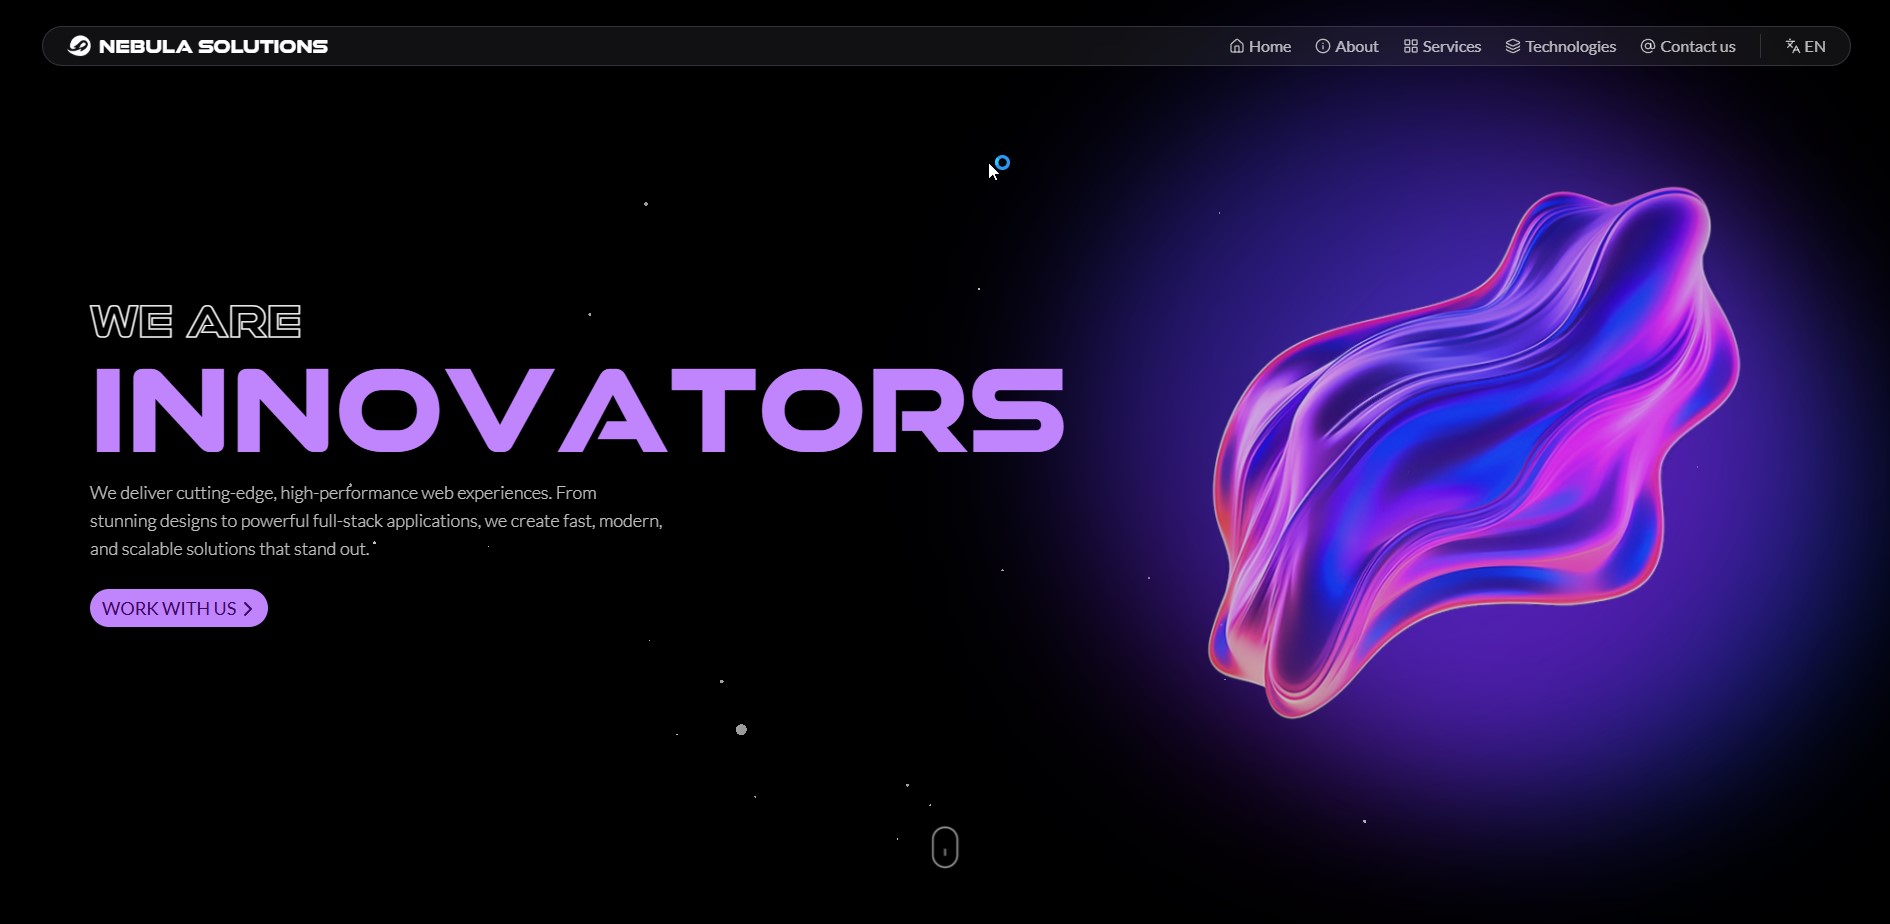 NEBULA SOLUTIONS
Home
About
Services
Technologies
Contact us
EN
WE ARE
INNOVATORS
We deliver cutting-edge, high-performance web experiences. From
stunning designs to powerful full-stack applications, we create fast, modern,
and scalable solutions that stand out.
WORK WITH US